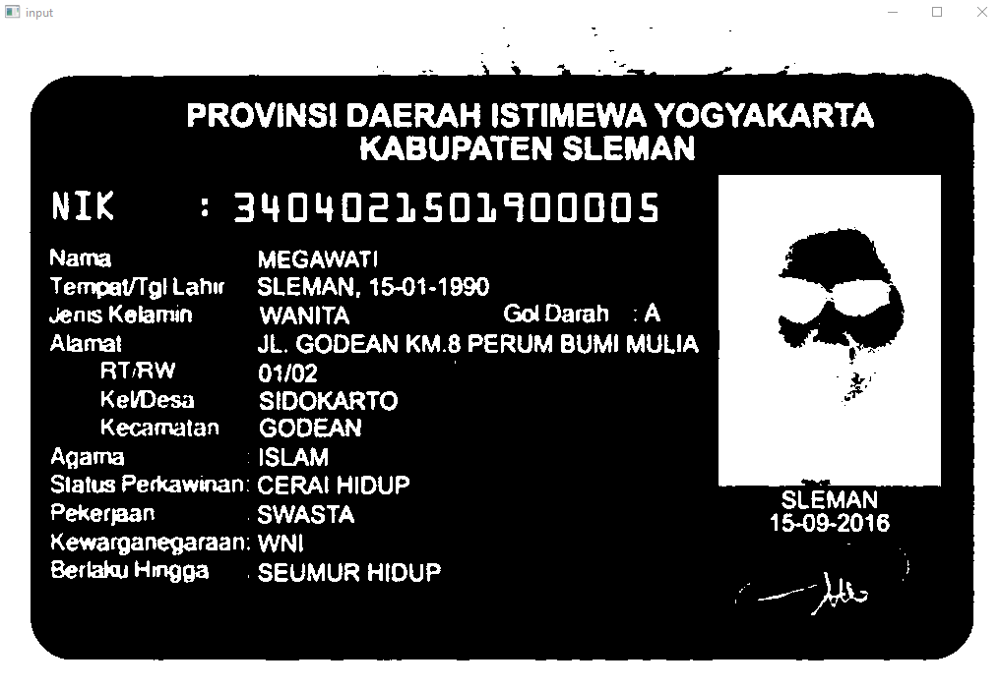 input
PROVINSI DAERAH ISTIMEWA YOGYAKARTA
KABUPATEN SLEMAN
NIK : 3404021501900005
Nama MEGAWATI
Tempat/Tgl Lahir SLEMAN, 15-01-1990
Jenis Kelamin WANITA Gol Darah : A
Alamat JL. GODEAN KM.8 PERUM BUMI MULIA
RT/RW 01/02
Kel/Desa SIDOKARTO
Kecamatan GODEAN
Agama : ISLAM
Status Perkawinan: CERAI HIDUP
Pekerjaan SWASTA
Kewarganegaraan: WNI
Berlaku Hingga SEUMUR HIDUP
SLEMAN
15-09-2016